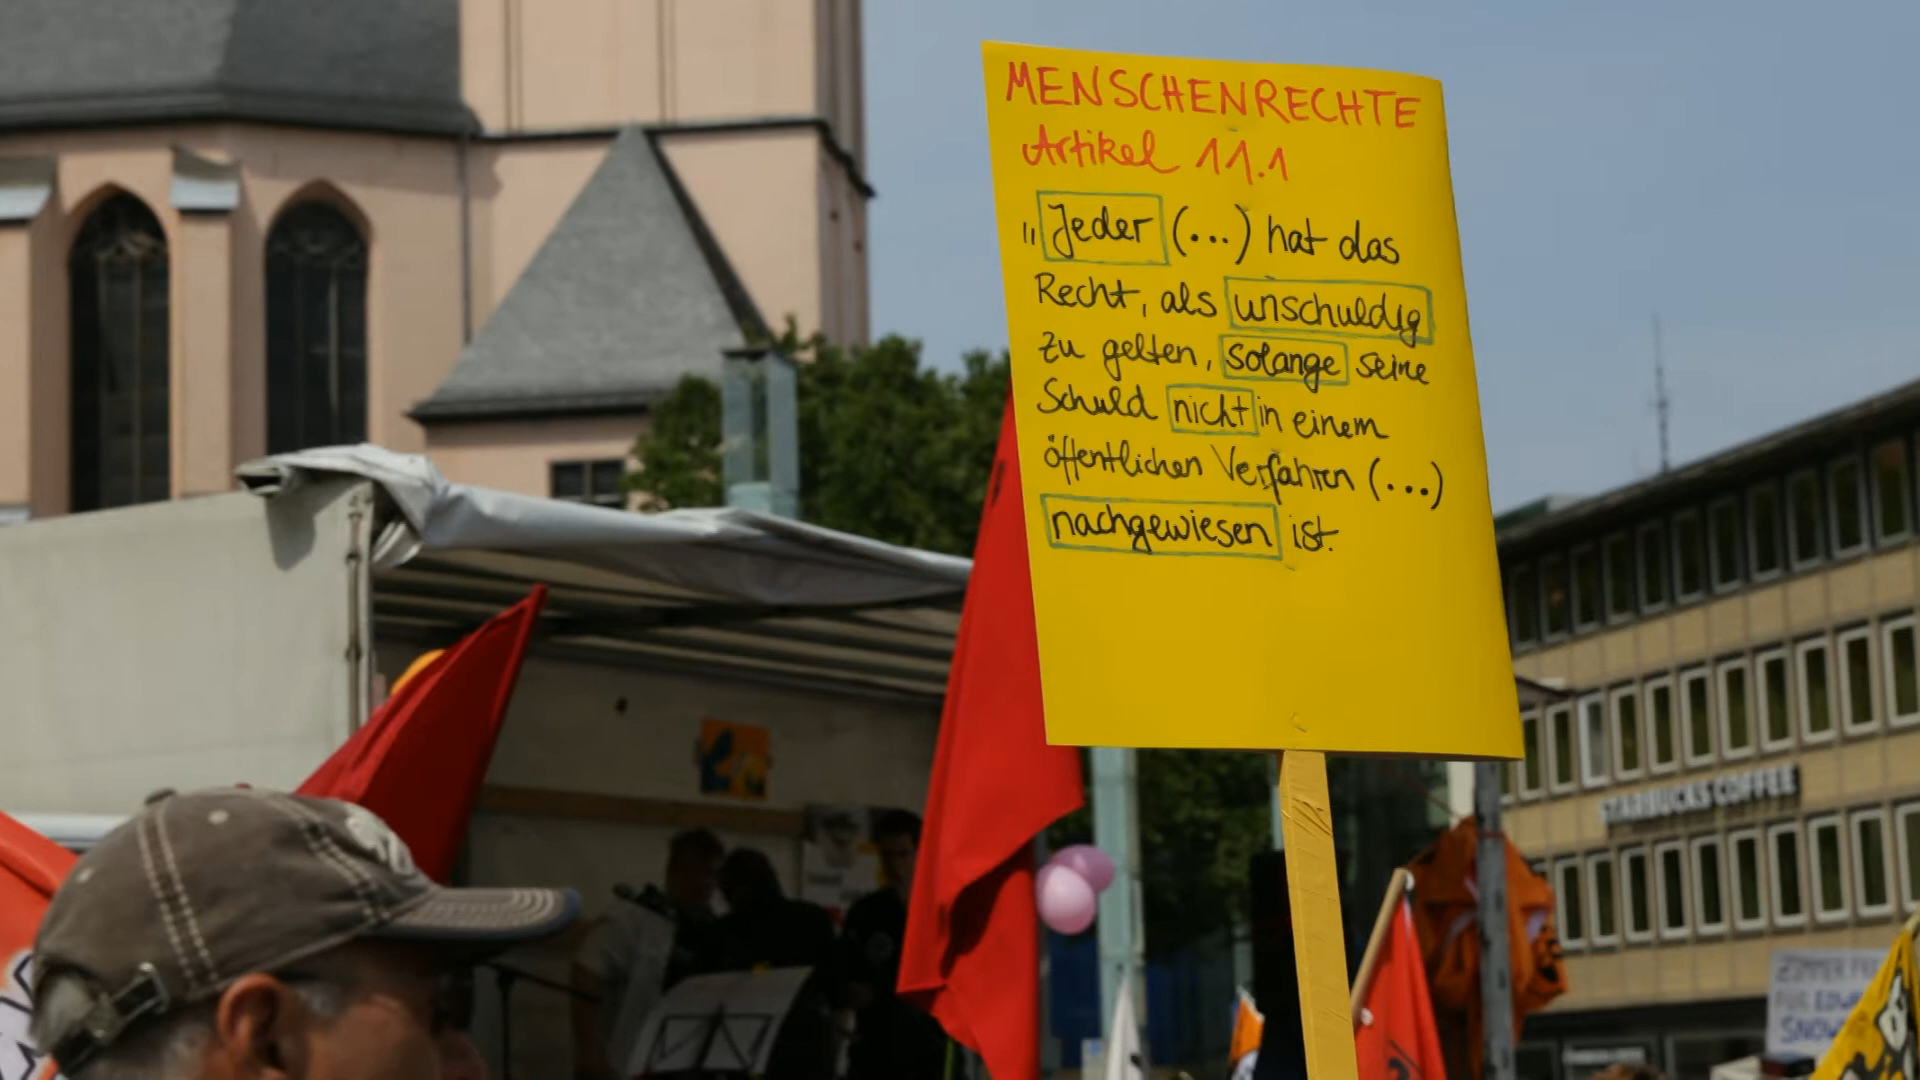 MENSCHENRECHTE
Artikel 11.1
„Jeder (...) hat das
Recht, als unschuldig
zu gelten, solange seine
Schuld nicht in einem
öffentlichen Verfahren (...)
nachgewiesen ist.
STARBUCKS COFFEE
FÜR